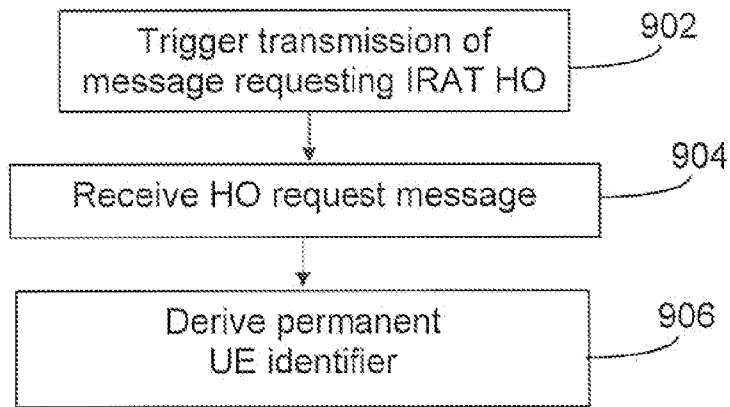 Trigger transmission of
message requesting IRAT HO
902
Receive HO request message
904
Derive permanent
UE identifier
906